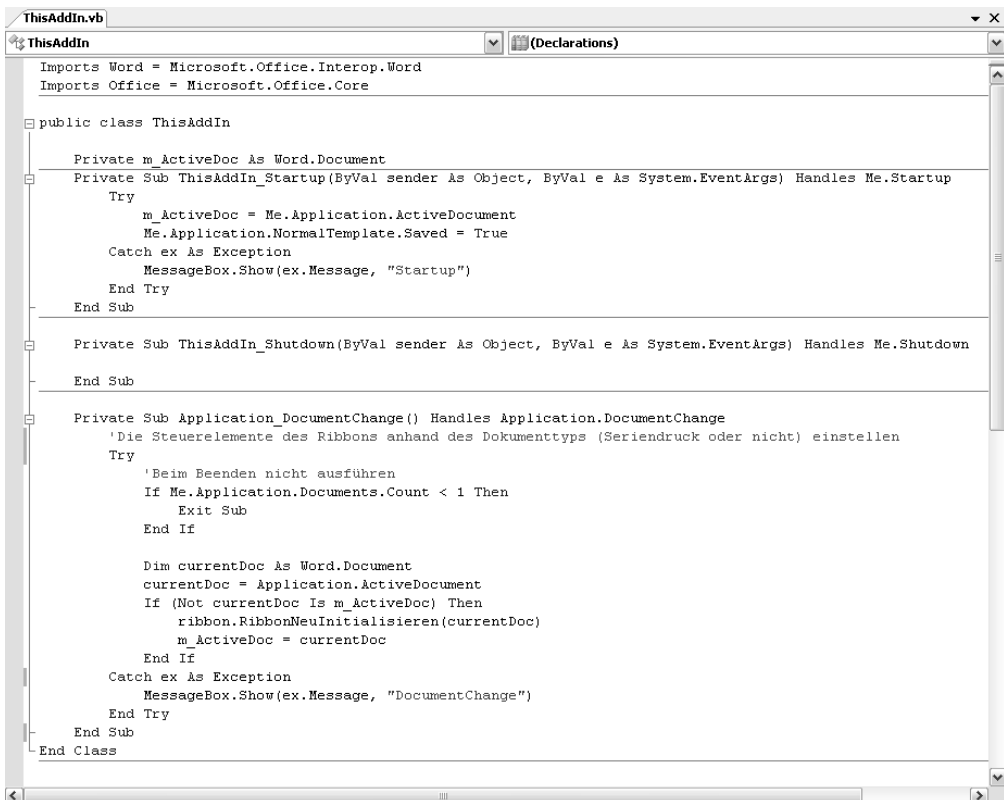 ThisAddIn.vb
ThisAddIn
(Declarations)
Imports Word = Microsoft.Office.Interop.Word
Imports Office = Microsoft.Office.Core
public class ThisAddIn
Private m_ActiveDoc As Word.Document
Private Sub ThisAddIn_Startup(ByVal sender As Object, ByVal e As System.EventArgs) Handles Me.Startup
Try
m_ActiveDoc = Me.Application.ActiveDocument
Me.Application.NormalTemplate.Saved = True
Catch ex As Exception
MessageBox.Show(ex.Message, "Startup")
End Try
End Sub
Private Sub ThisAddIn_Shutdown(ByVal sender As Object, ByVal e As System.EventArgs) Handles Me.Shutdown
End Sub
Private Sub Application_DocumentChange() Handles Application.DocumentChange
'Die Steuerelemente des Ribbons anhand des Dokumenttyps (Seriendruck oder nicht) einstellen
Try
'Beim Beenden nicht ausführen
If Me.Application.Documents.Count < 1 Then
Exit Sub
End If
Dim currentDoc As Word.Document
currentDoc = Application.ActiveDocument
If (Not currentDoc Is m_ActiveDoc) Then
ribbon.RibbonNeuInitialisieren(currentDoc)
m_ActiveDoc = currentDoc
End If
Catch ex As Exception
MessageBox.Show(ex.Message, "DocumentChange")
End Try
End Sub
End Class